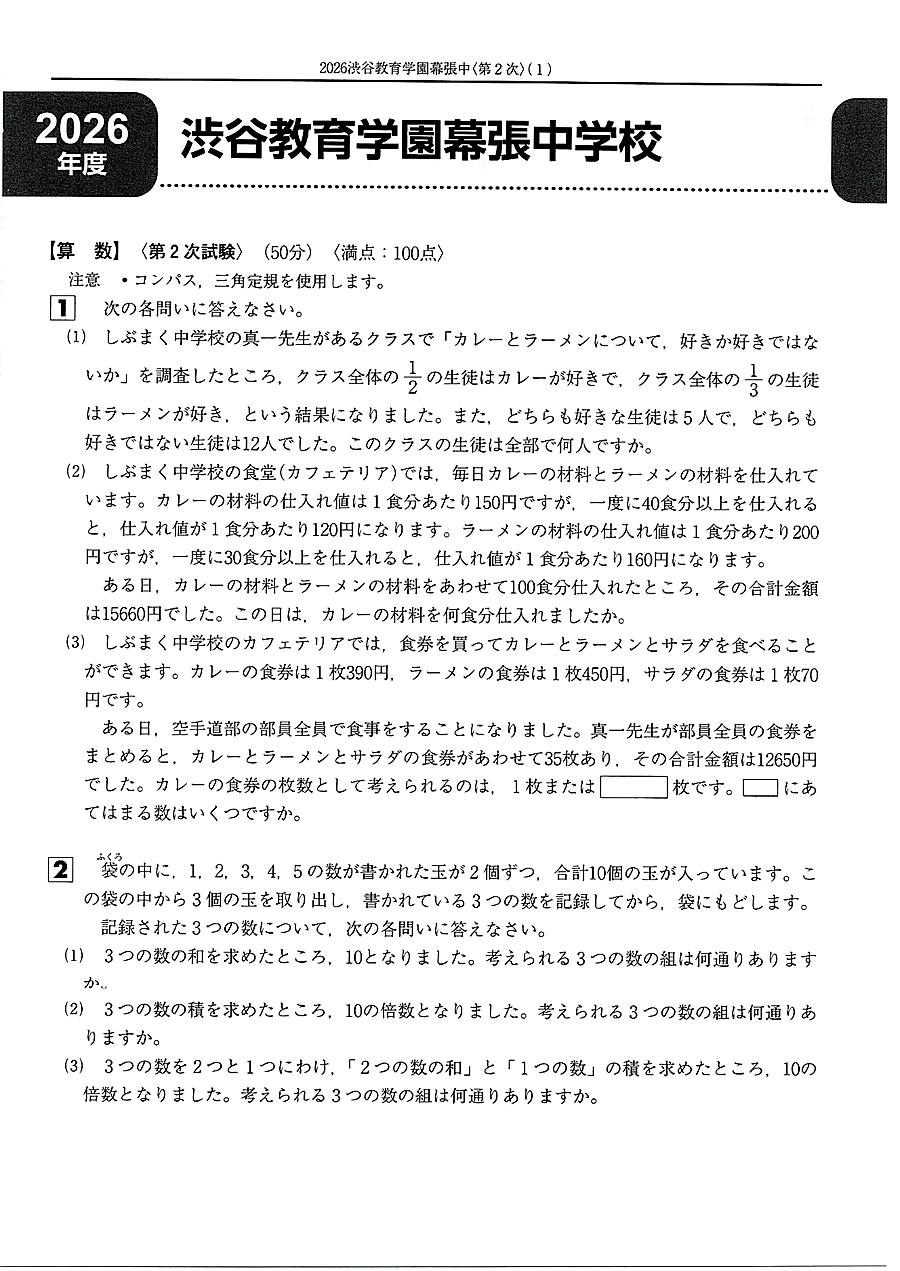 2026渋谷教育学園幕張中〈第2次〉(1)
2026
年度
渋谷教育学園幕張中学校
【算 数】〈第2次試験〉(50分)〈満点：100点〉
注意 ・コンパス，三角定規を使用します。
1 次の各問いに答えなさい。
(1) しぶまく中学校の真一先生があるクラスで「カレーとラーメンについて，好きか好きではな
いか」を調査したところ，クラス全体の1/2の生徒はカレーが好きで，クラス全体の1/3の生徒
はラーメンが好き，という結果になりました。また，どちらも好きな生徒は5人で，どちらも
好きではない生徒は12人でした。このクラスの生徒は全部で何人ですか。
(2) しぶまく中学校の食堂(カフェテリア)では，毎日カレーの材料とラーメンの材料を仕入れて
います。カレーの材料の仕入れ値は1食分あたり150円ですが，一度に40食分以上を仕入れる
と，仕入れ値が1食分あたり120円になります。ラーメンの材料の仕入れ値は1食分あたり200
円ですが，一度に30食分以上を仕入れると，仕入れ値が1食分あたり160円になります。
ある日，カレーの材料とラーメンの材料をあわせて100食分仕入れたところ，その合計金額
は15660円でした。この日は，カレーの材料を何食分仕入れましたか。
(3) しぶまく中学校のカフェテリアでは，食券を買ってカレーとラーメンとサラダを食べること
ができます。カレーの食券は1枚390円，ラーメンの食券は1枚450円，サラダの食券は1枚70
円です。
ある日，空手道部の部員全員で食事をすることになりました。真一先生が部員全員の食券を
まとめると，カレーとラーメンとサラダの食券があわせて35枚あり，その合計金額は12650円
でした。カレーの食券の枚数として考えられるのは，1枚または□枚です。□にあ
てはまる数はいくつですか。
ふくろ
2 袋の中に，1，2，3，4，5の数が書かれた玉が2個ずつ，合計10個の玉が入っています。こ
の袋の中から3個の玉を取り出し，書かれている3つの数を記録してから，袋にもどします。
記録された3つの数について，次の各問いに答えなさい。
(1) 3つの数の和を求めたところ，10となりました。考えられる3つの数の組は何通りあります
か。
(2) 3つの数の積を求めたところ，10の倍数となりました。考えられる3つの数の組は何通りあ
りますか。
(3) 3つの数を2つと1つにわけ，「2つの数の和」と「1つの数」の積を求めたところ，10の
倍数となりました。考えられる3つの数の組は何通りありますか。